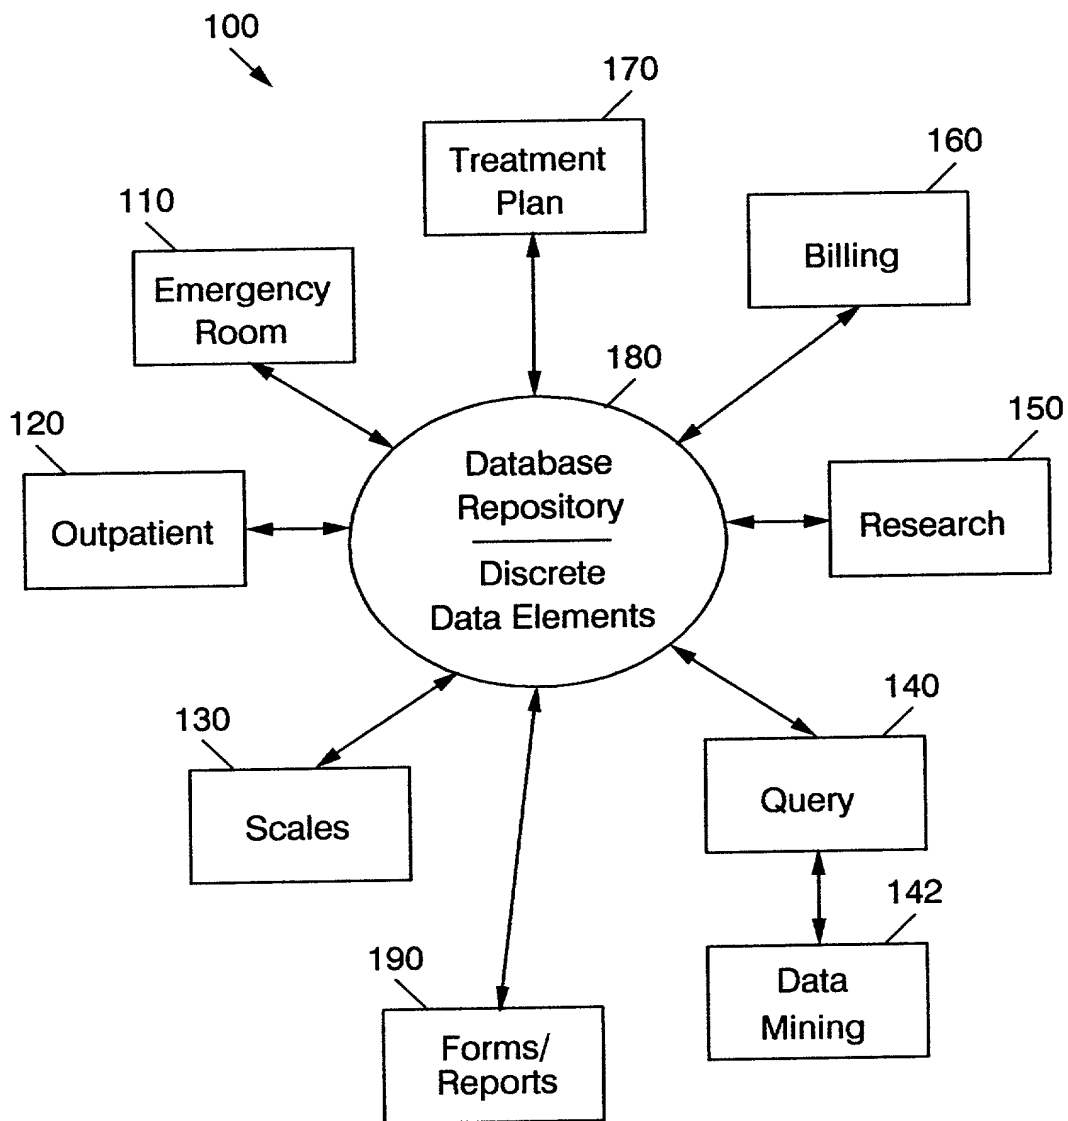 100
170
Treatment
Plan
160
Billing
110
Emergency
Room
180
Database
Repository
Discrete
Data Elements
120
Outpatient
150
Research
130
Scales
140
Query
142
Data
Mining
190
Forms/
Reports